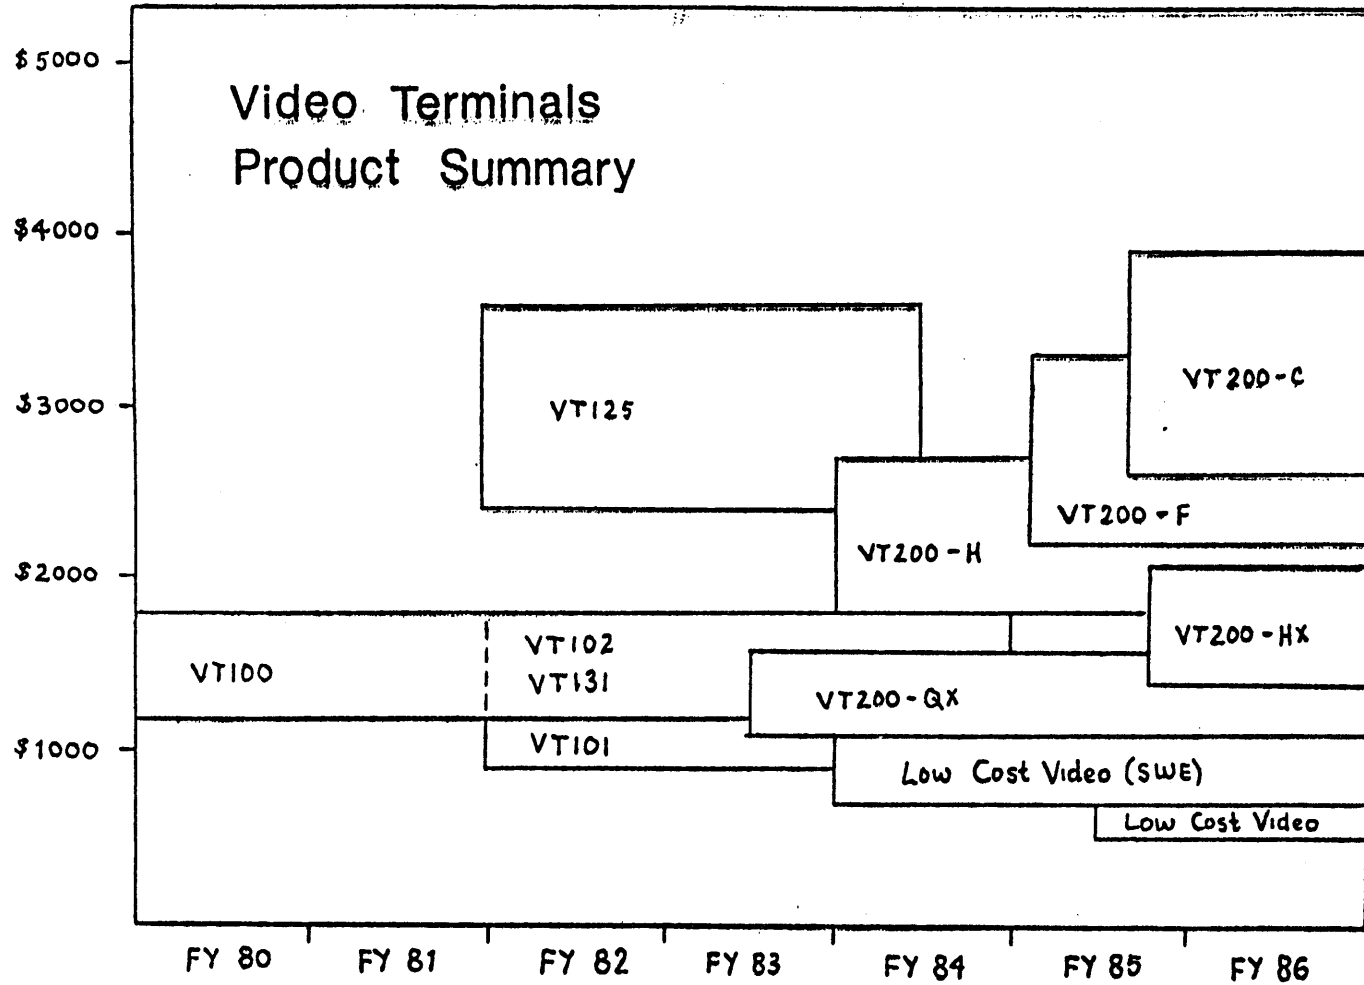 $5000
Video Terminals
Product Summary
$4000
VT200-C
$3000
VT125
VT200-F
VT200-H
$2000
VT102
VT200-HX
VT100
VT131
VT200-QX
$1000
VT101
Low Cost Video (SWE)
Low Cost Video
FY 80 FY 81 FY 82 FY 83 FY 84 FY 85 FY 86